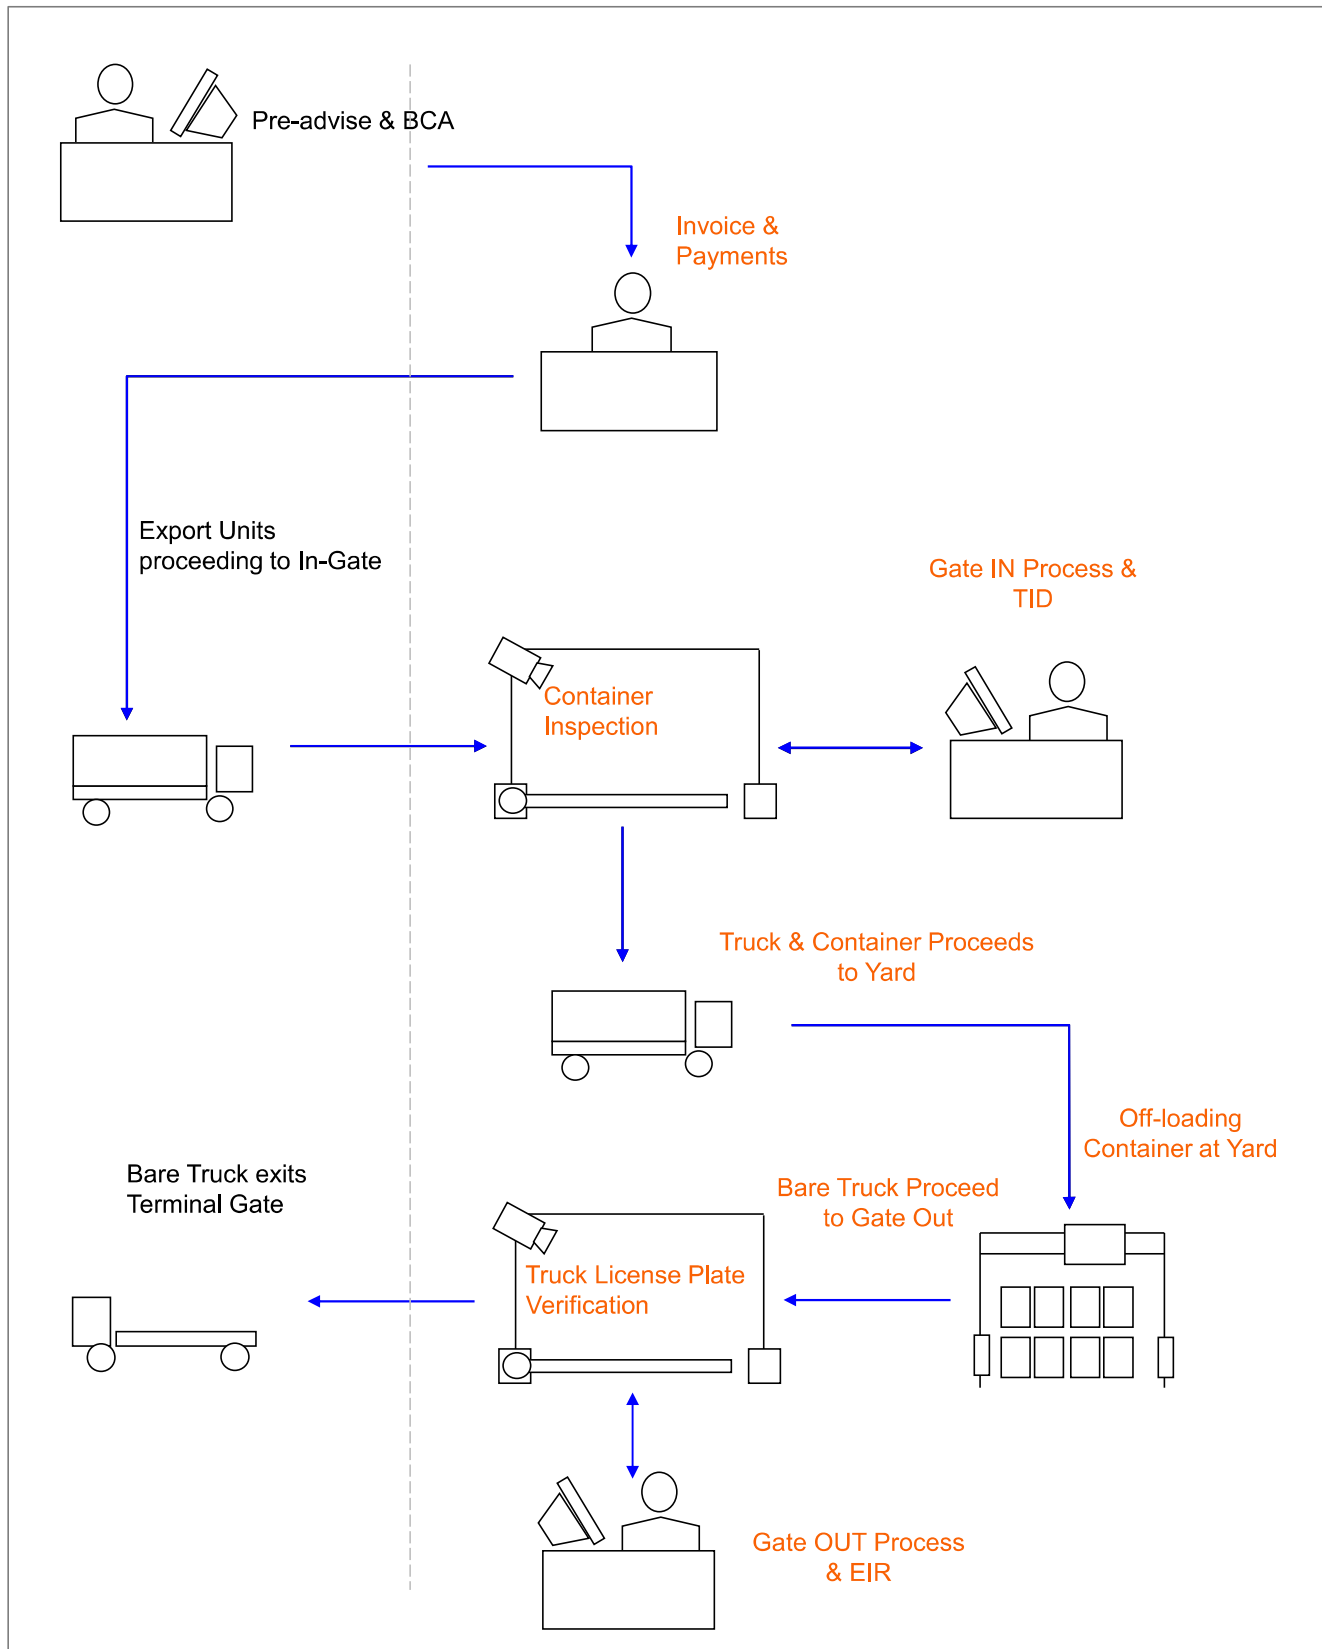 Pre-advise & BCA
Invoice &
Payments
Export Units
proceeding to In-Gate
Gate IN Process &
TID
Container
Inspection
Truck & Container Proceeds
to Yard
Off-loading
Container at Yard
Bare Truck exits
Terminal Gate
Bare Truck Proceed
to Gate Out
Truck License Plate
Verification
Gate OUT Process
& EIR